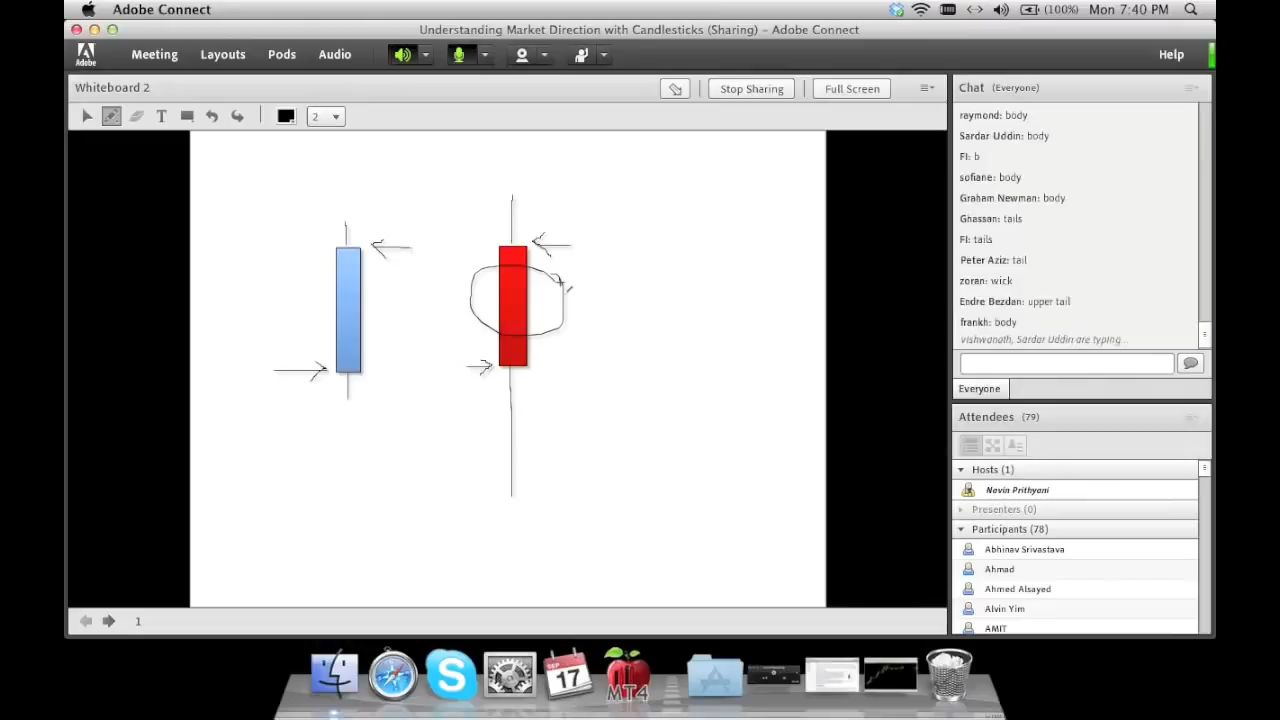 Adobe Connect
(100%) Mon 7:40 PM
Understanding Market Direction with Candlesticks (Sharing) – Adobe Connect
Adobe
Meeting Layouts Pods Audio
Help
Whiteboard 2
Stop Sharing
Full Screen
2
1
Chat (Everyone)
raymond: body
Sardar Uddin: body
FI: b
sofiane: body
Graham Newman: body
Ghassan: tails
FI: tails
Peter Aziz: tail
zoran: wick
Endre Bezdan: upper tail
frankh: body
vishwanath, Sardar Uddin are typing...
Everyone
Attendees (79)
Hosts (1)
Nevin Prithyani
Presenters (0)
Participants (78)
Abhinav Srivastava
Ahmad
Ahmed Alsayed
Alvin Yim
AMIT
SEP
17
MT4